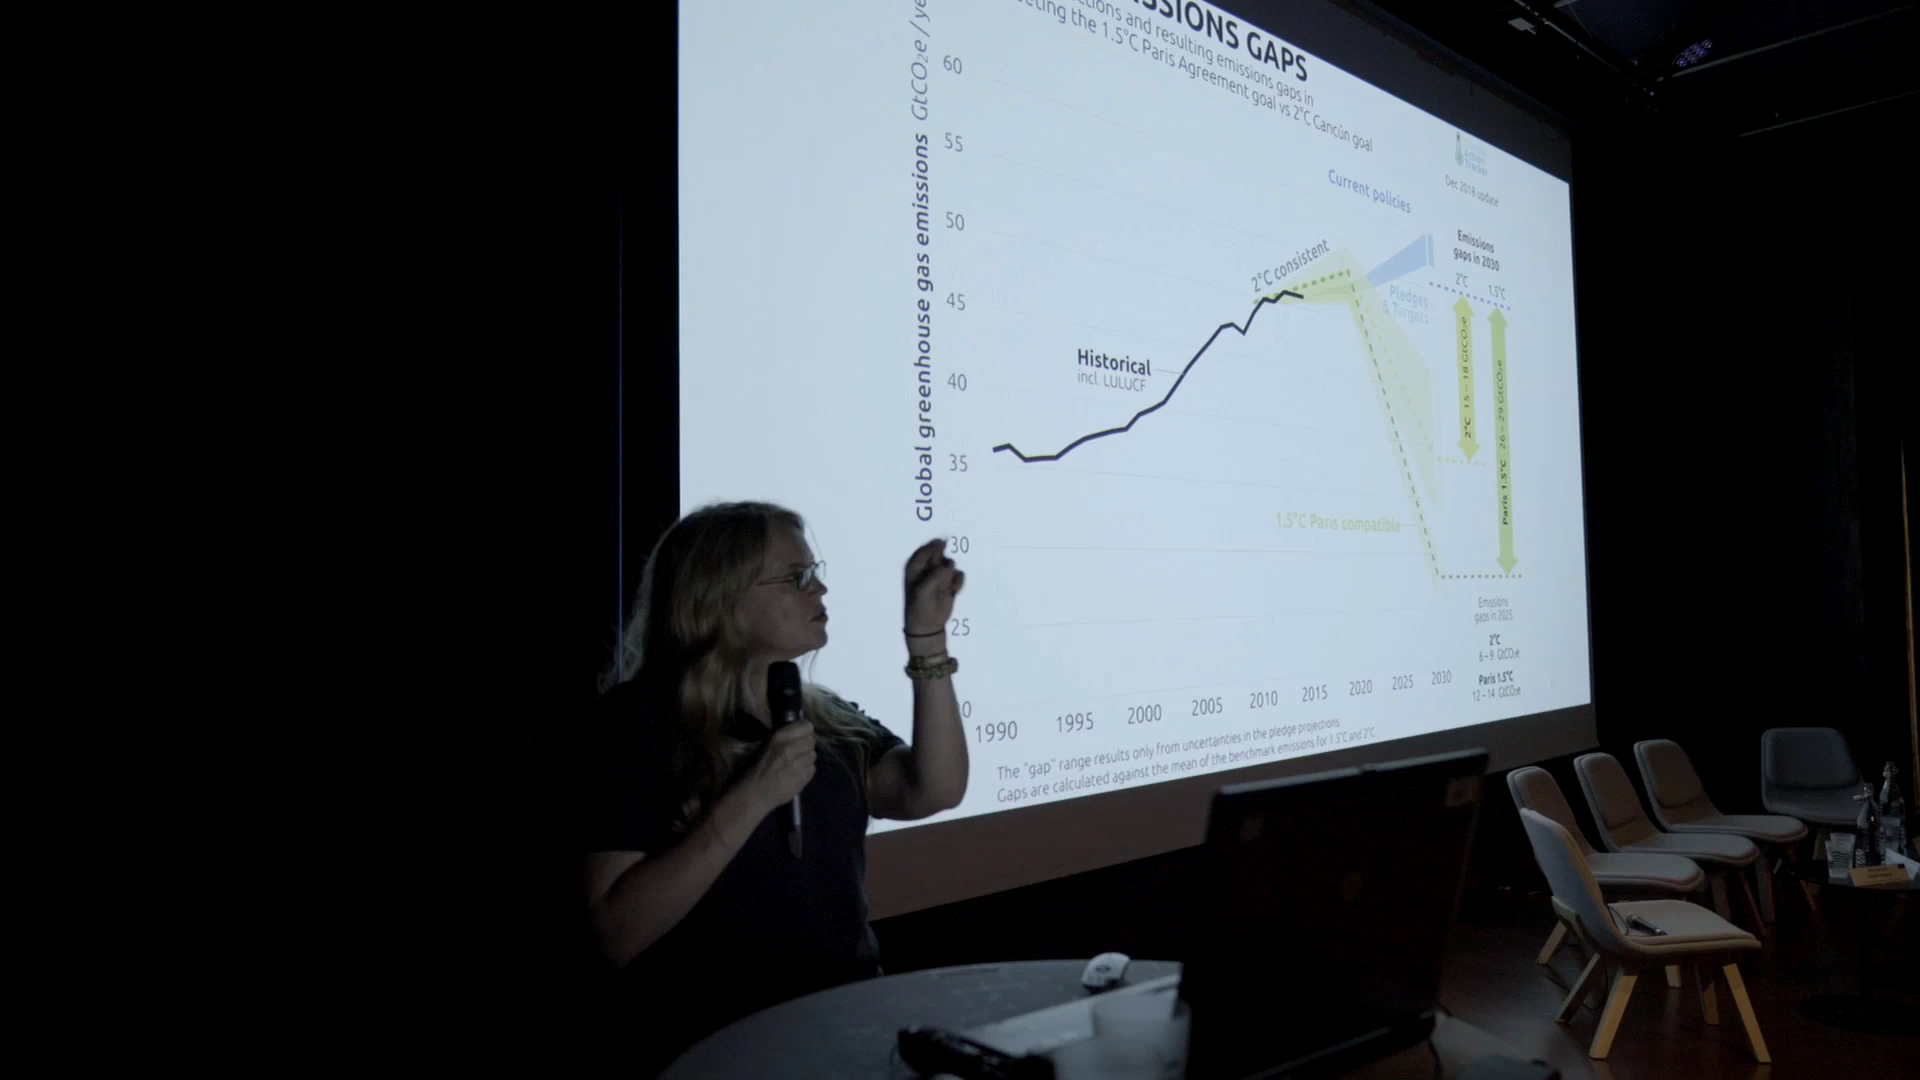 SSIONS GAPS
ctions and resulting emissions gaps in
eting the 1.5°C Paris Agreement goal vs 2°C Cancún goal
Global greenhouse gas emissions GtCO₂e / ye
60
55
50
45
40
35
30
25
0
1990
1995
2000
2005
2010
2015
2020
2025
2030
Historical
incl. LULUCF
2°C consistent
Current policies
Pledges
& Targets
1.5°C Paris compatible
Action
Tracker
Dec 2018 update
Emissions
gaps in 2030
2°C
1.5°C
2°C 15 – 18 GtCO₂e
Paris 1.5°C 26 – 29 GtCO₂e
Emissions
gaps in 2025
2°C
6 – 9 GtCO₂e
Paris 1.5°C
12 – 14 GtCO₂e
The "gap" range results only from uncertainties in the pledge projections.
Gaps are calculated against the mean of the benchmark emissions for 1.5°C and 2°C